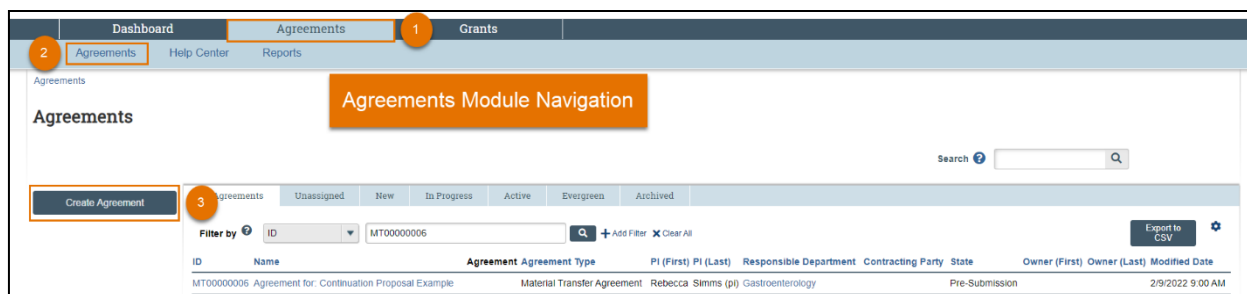 Dashboard Agreements 1 Grants
2 Agreements Help Center Reports
Agreements
Agreements Module Navigation
Agreements
Search ?
Create Agreement
3 Agreements Unassigned New In Progress Active Evergreen Archived
Filter by ? ID MT00000006 Add Filter Clear All
Export to CSV
ID Name Agreement Agreement Type PI (First) PI (Last) Responsible Department Contracting Party State Owner (First) Owner (Last) Modified Date
MT00000006 Agreement for: Continuation Proposal Example Material Transfer Agreement Rebecca Simms (pi) Gastroenterology Pre-Submission 2/9/2022 9:00 AM